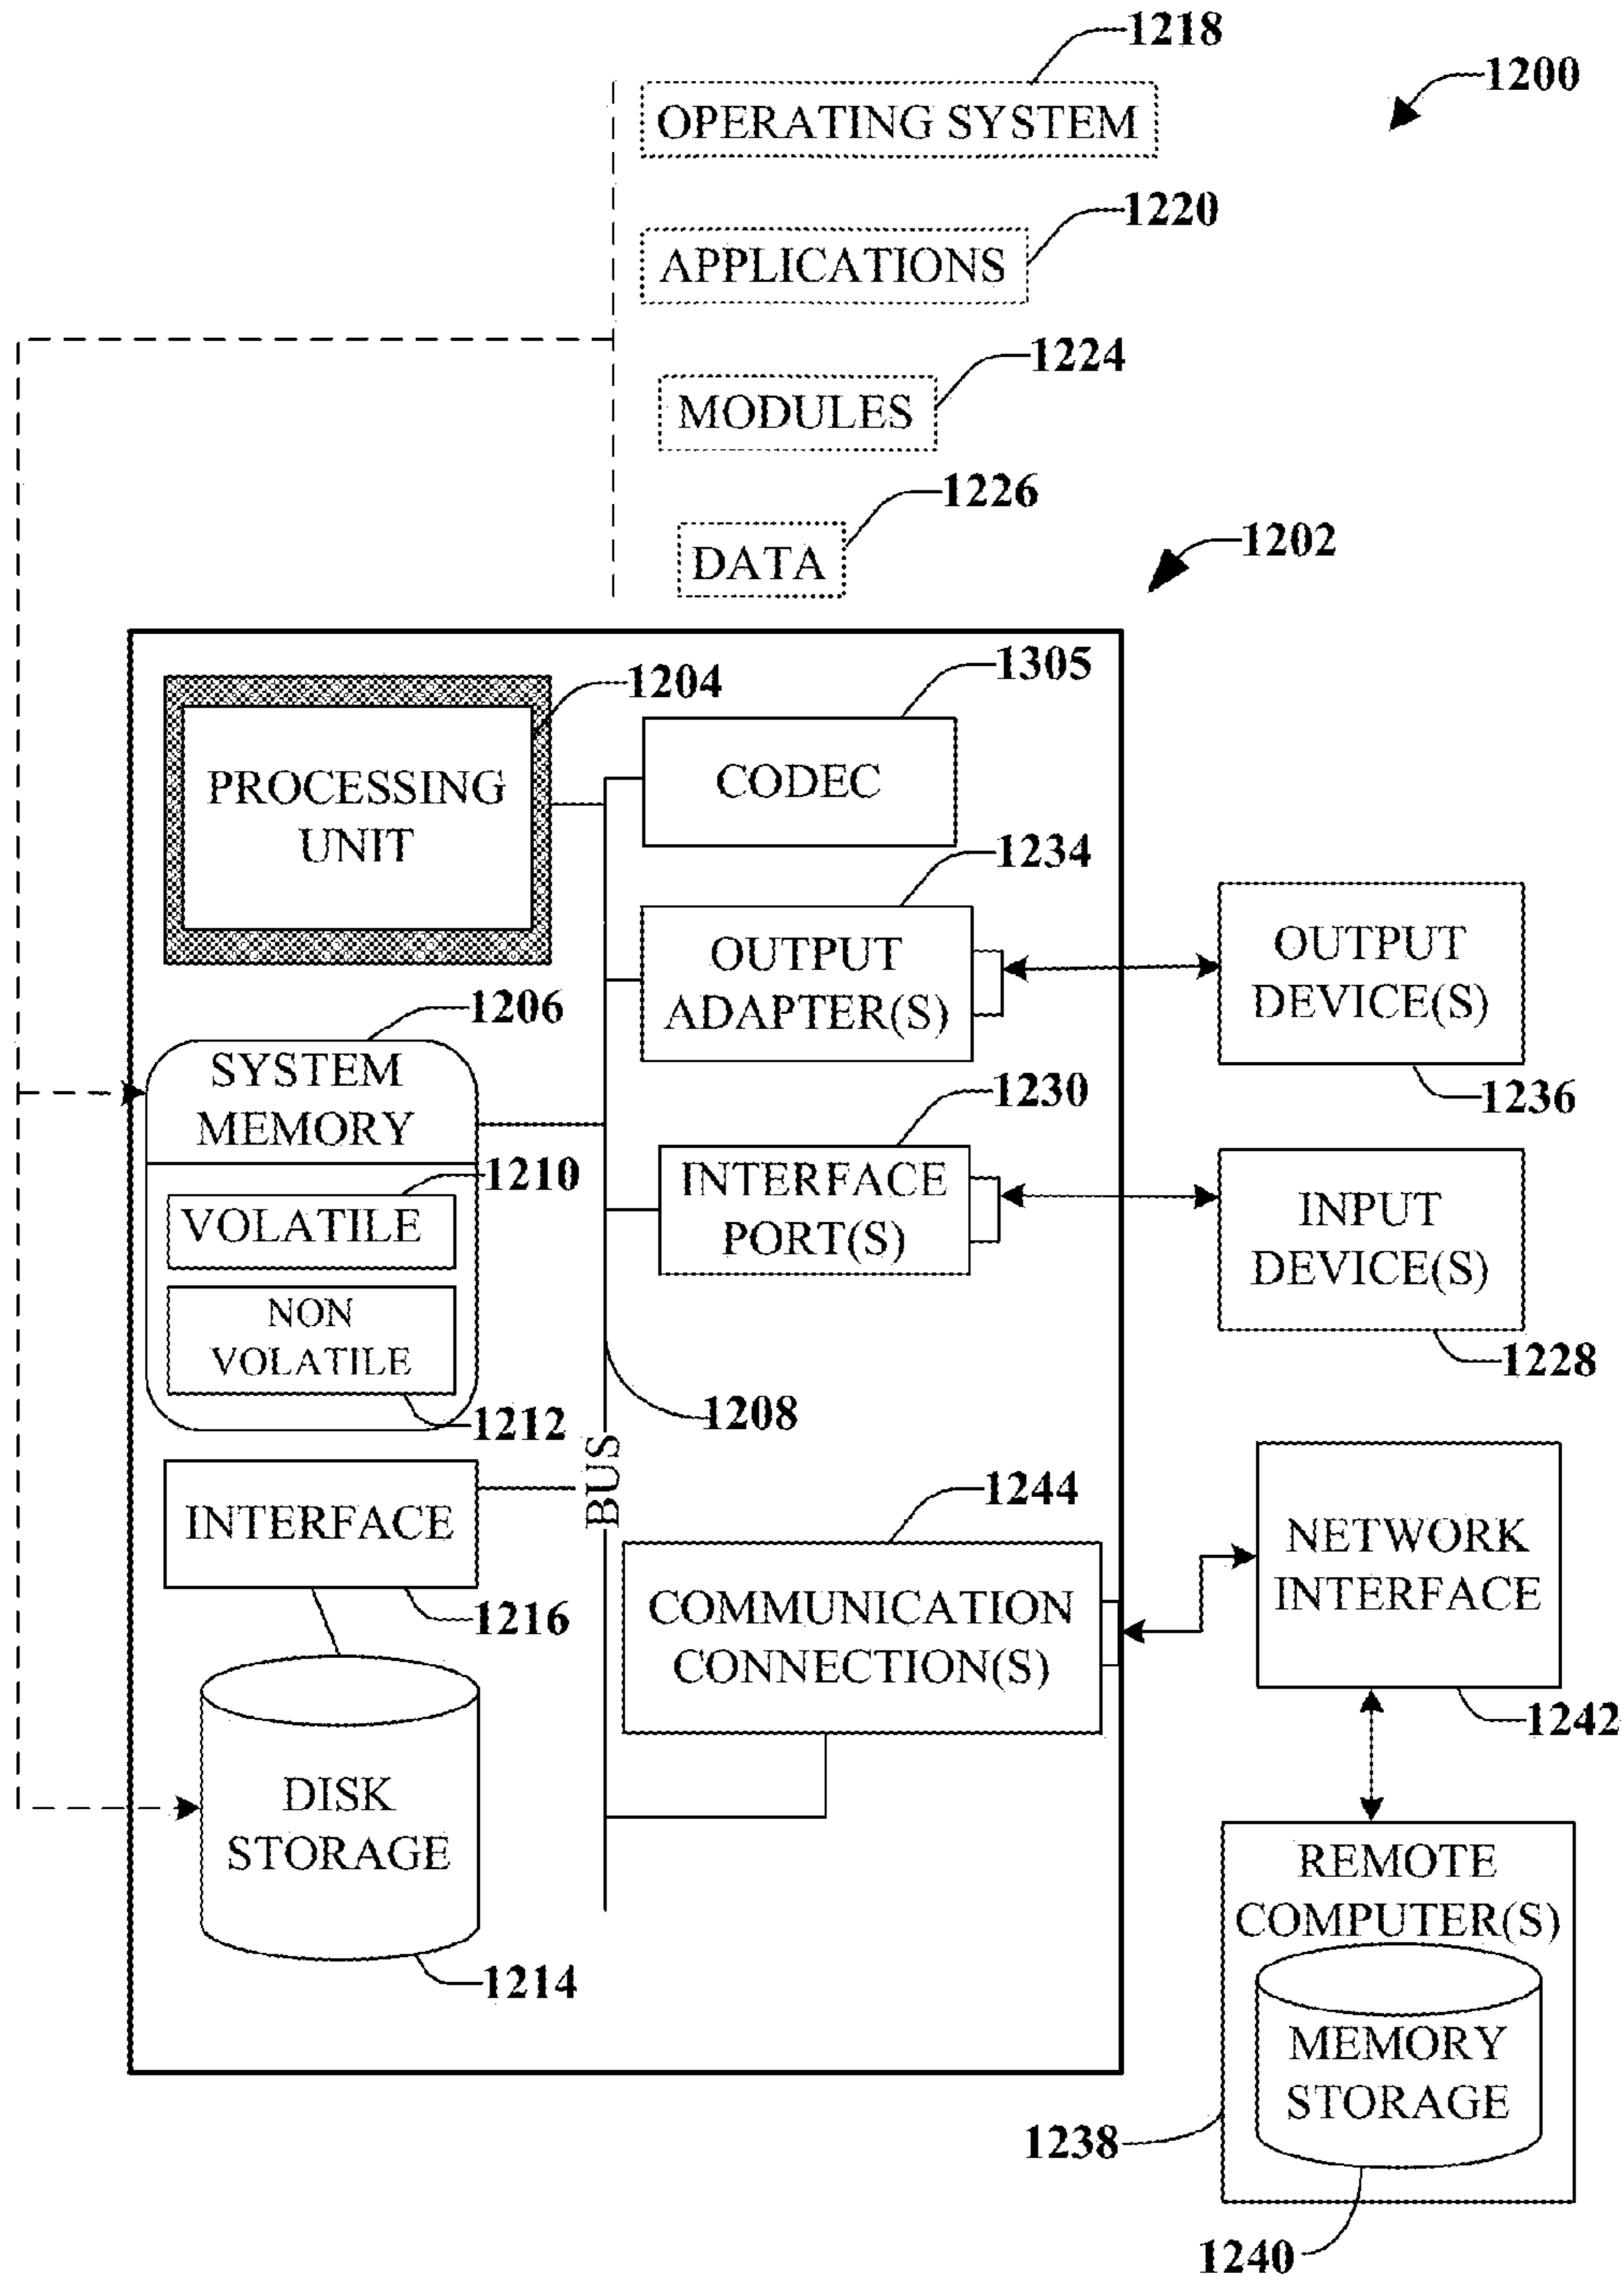 1218
1200
OPERATING SYSTEM
1220
APPLICATIONS
1224
MODULES
1226
1202
DATA
1305
1204
PROCESSING
UNIT
CODEC
1234
OUTPUT
ADAPTER(S)
OUTPUT
DEVICE(S)
1236
1206
SYSTEM
MEMORY
1210
VOLATILE
NON
VOLATILE
1212
1230
INTERFACE
PORT(S)
INPUT
DEVICE(S)
1228
1208
BUS
INTERFACE
1216
1244
COMMUNICATION
CONNECTION(S)
NETWORK
INTERFACE
1242
DISK
STORAGE
1214
REMOTE
COMPUTER(S)
MEMORY
STORAGE
1238
1240